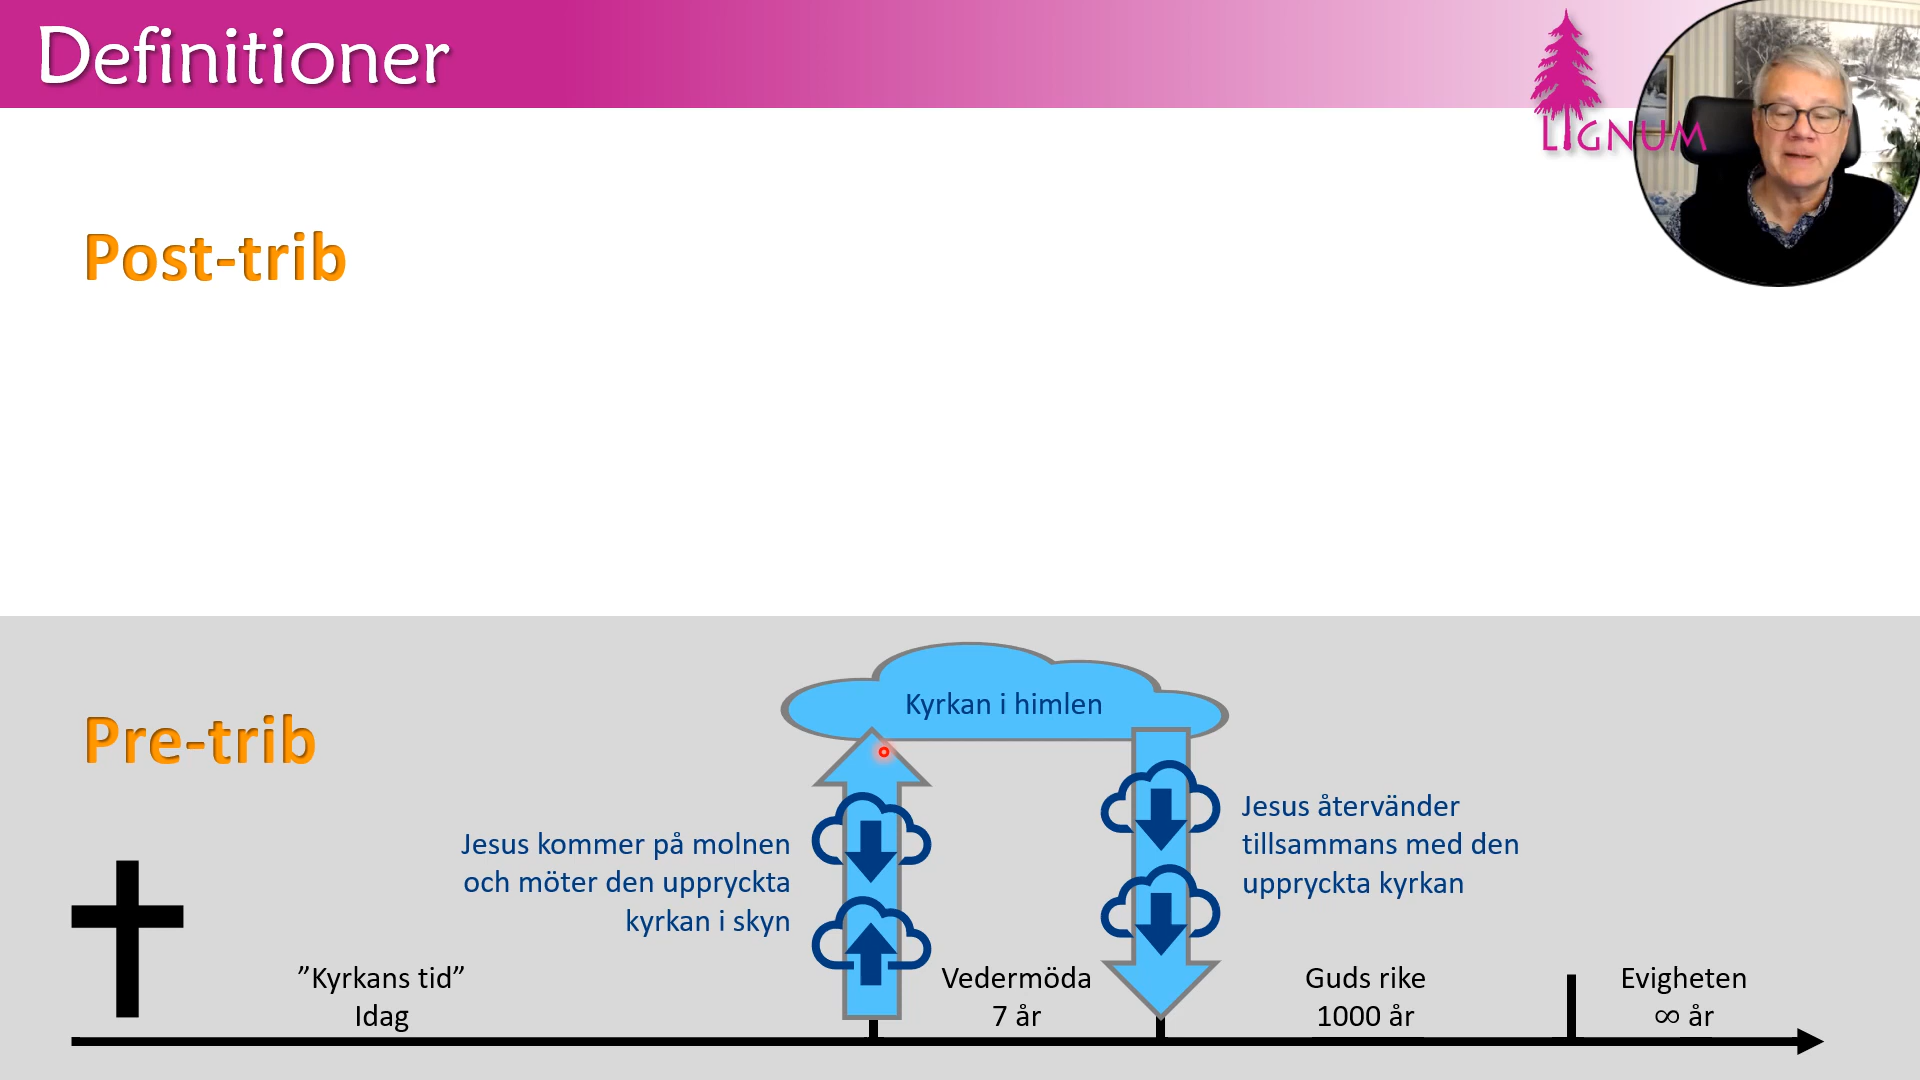 Definitioner
LIGNUM
Post-trib
Pre-trib
Kyrkan i himlen
Jesus kommer på molnen
och möter den uppryckta
kyrkan i skyn
Jesus återvänder
tillsammans med den
uppryckta kyrkan
”Kyrkans tid”
Idag
Vedermöda
7 år
Guds rike
1000 år
Evigheten
∞ år